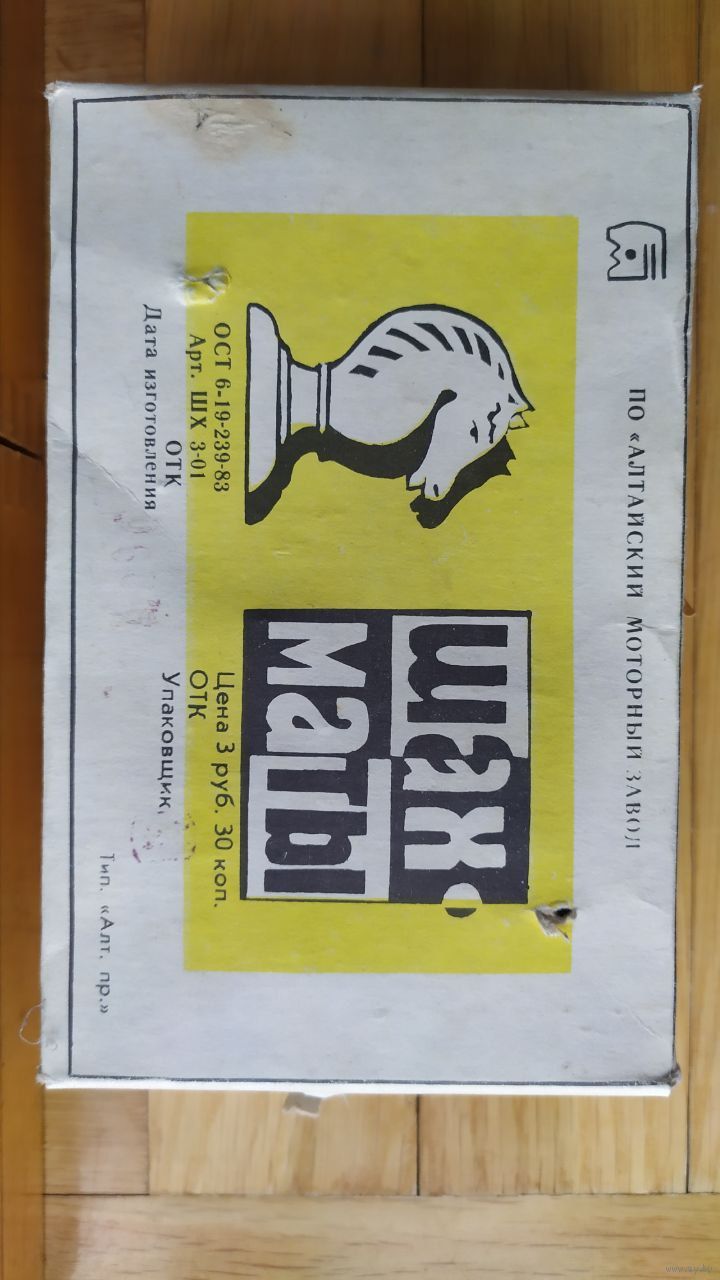 ПО «АЛТАЙСКИЙ МОТОРНЫЙ ЗАВОД
ШАХ-
МАТЫ
ОСТ 6-19-239-83
Арт. ШХ 3-01
ОТК
Дата изготовления
Цена 3 руб. 30 коп.
ОТК
Упаковщик,
Тип. «Алт. пр.»